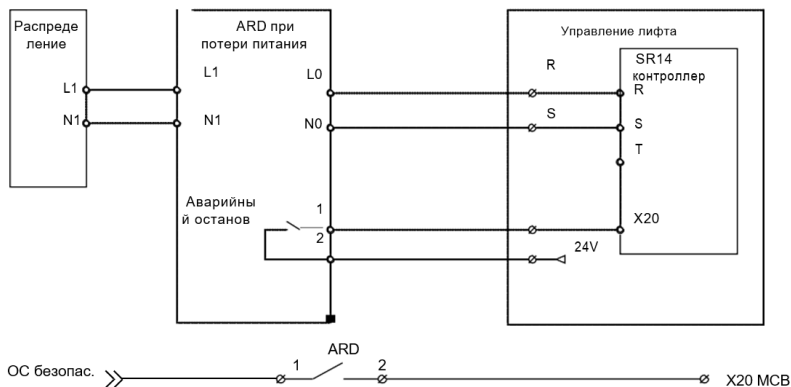 Распреде
ление
L1
N1
ARD при
потери питания
L1
L0
N1
N0
Аварийны
й останов
1
2
Управление лифта
R
S
24V
SR14
контроллер
R
S
T
X20
ОС безопас.
1
ARD
2
X20 MCB